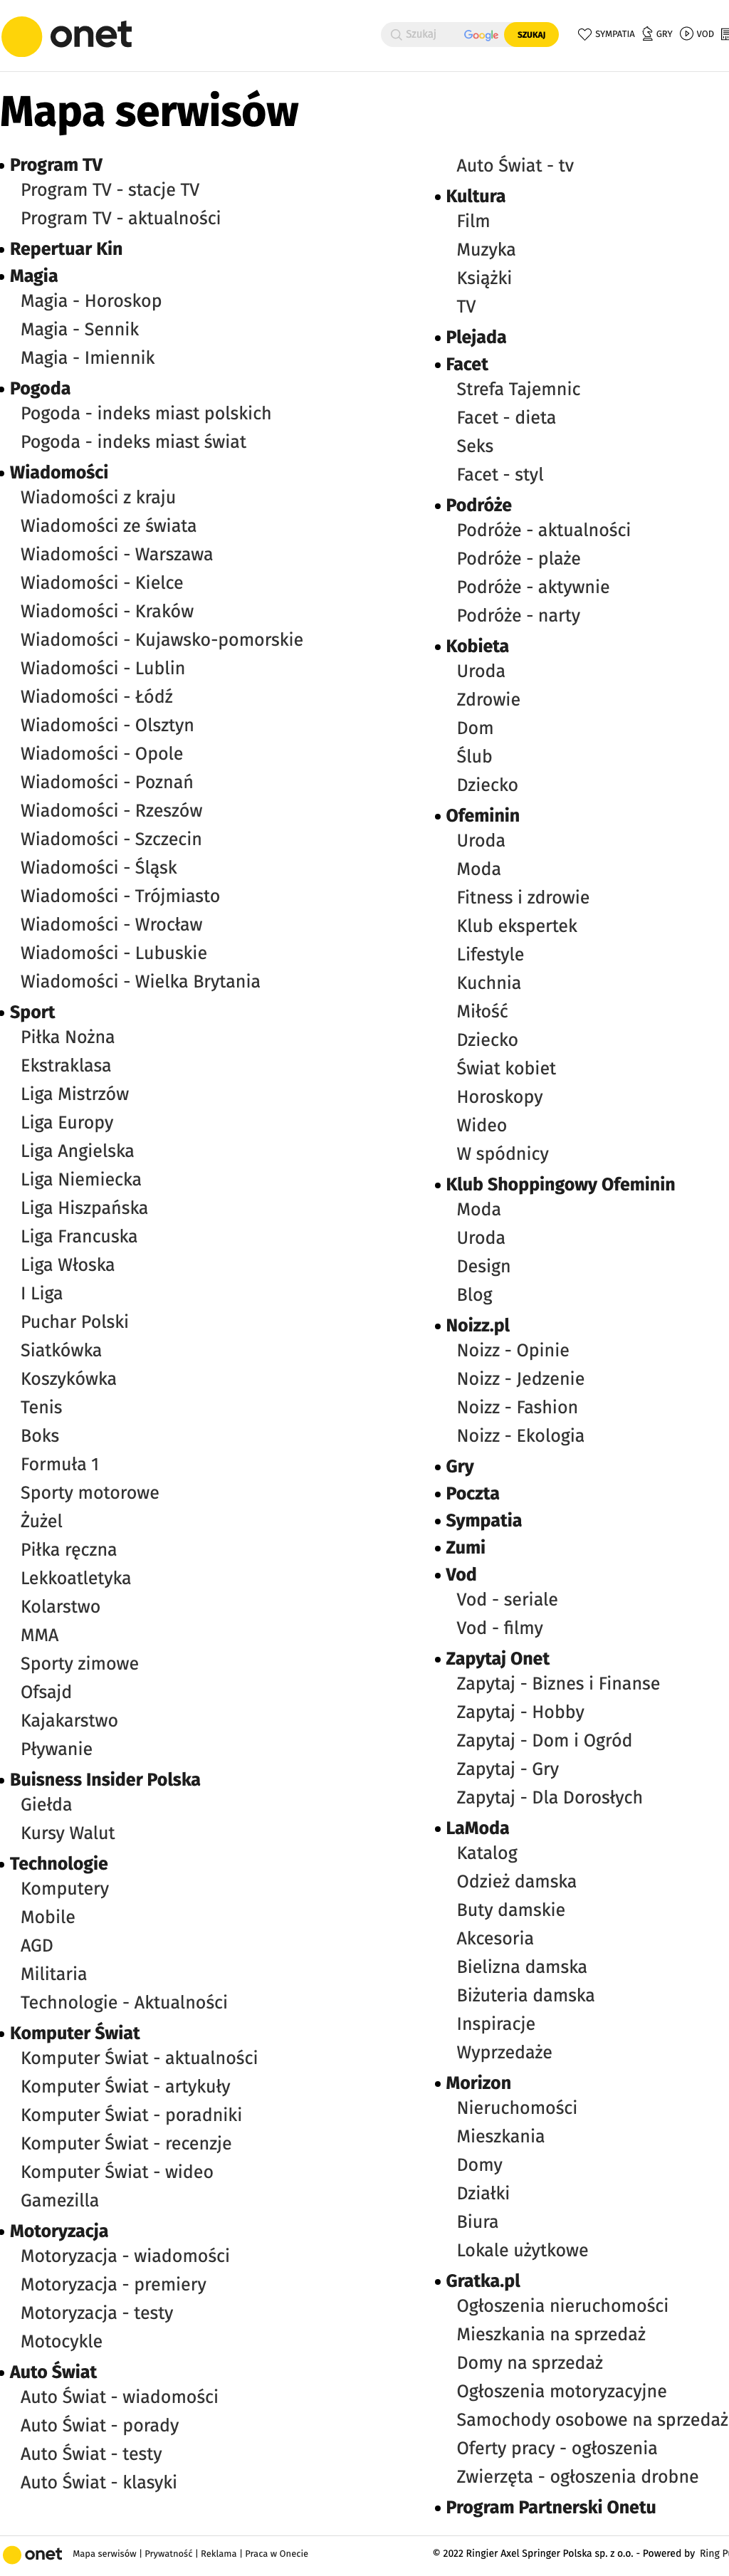 onet
Szukaj Google SZUKAJ SYMPATIA GRY VOD
Mapa serwisów
Program TV
Program TV - stacje TV
Program TV - aktualności
Repertuar Kin
Magia
Magia - Horoskop
Magia - Sennik
Magia - Imiennik
Pogoda
Pogoda - indeks miast polskich
Pogoda - indeks miast świat
Wiadomości
Wiadomości z kraju
Wiadomości ze świata
Wiadomości - Warszawa
Wiadomości - Kielce
Wiadomości - Kraków
Wiadomości - Kujawsko-pomorskie
Wiadomości - Lublin
Wiadomości - Łódź
Wiadomości - Olsztyn
Wiadomości - Opole
Wiadomości - Poznań
Wiadomości - Rzeszów
Wiadomości - Szczecin
Wiadomości - Śląsk
Wiadomości - Trójmiasto
Wiadomości - Wrocław
Wiadomości - Lubuskie
Wiadomości - Wielka Brytania
Sport
Piłka Nożna
Ekstraklasa
Liga Mistrzów
Liga Europy
Liga Angielska
Liga Niemiecka
Liga Hiszpańska
Liga Francuska
Liga Włoska
I Liga
Puchar Polski
Siatkówka
Koszykówka
Tenis
Boks
Formuła 1
Sporty motorowe
Żużel
Piłka ręczna
Lekkoatletyka
Kolarstwo
MMA
Sporty zimowe
Ofsajd
Kajakarstwo
Pływanie
Buisness Insider Polska
Giełda
Kursy Walut
Technologie
Komputery
Mobile
AGD
Militaria
Technologie - Aktualności
Komputer Świat
Komputer Świat - aktualności
Komputer Świat - artykuły
Komputer Świat - poradniki
Komputer Świat - recenzje
Komputer Świat - wideo
Gamezilla
Motoryzacja
Motoryzacja - wiadomości
Motoryzacja - premiery
Motoryzacja - testy
Motocykle
Auto Świat
Auto Świat - wiadomości
Auto Świat - porady
Auto Świat - testy
Auto Świat - klasyki
Auto Świat - tv
Kultura
Film
Muzyka
Książki
TV
Plejada
Facet
Strefa Tajemnic
Facet - dieta
Seks
Facet - styl
Podróże
Podróże - aktualności
Podróże - plaże
Podróże - aktywnie
Podróże - narty
Kobieta
Uroda
Zdrowie
Dom
Ślub
Dziecko
Ofeminin
Uroda
Moda
Fitness i zdrowie
Klub ekspertek
Lifestyle
Kuchnia
Miłość
Dziecko
Świat kobiet
Horoskopy
Wideo
W spódnicy
Klub Shoppingowy Ofeminin
Moda
Uroda
Design
Blog
Noizz.pl
Noizz - Opinie
Noizz - Jedzenie
Noizz - Fashion
Noizz - Ekologia
Gry
Poczta
Sympatia
Zumi
Vod
Vod - seriale
Vod - filmy
Zapytaj Onet
Zapytaj - Biznes i Finanse
Zapytaj - Hobby
Zapytaj - Dom i Ogród
Zapytaj - Gry
Zapytaj - Dla Dorosłych
LaModa
Katalog
Odzież damska
Buty damskie
Akcesoria
Bielizna damska
Biżuteria damska
Inspiracje
Wyprzedaże
Morizon
Nieruchomości
Mieszkania
Domy
Działki
Biura
Lokale użytkowe
Gratka.pl
Ogłoszenia nieruchomości
Mieszkania na sprzedaż
Domy na sprzedaż
Ogłoszenia motoryzacyjne
Samochody osobowe na sprzedaż
Oferty pracy - ogłoszenia
Zwierzęta - ogłoszenia drobne
Program Partnerski Onetu
onet Mapa serwisów | Prywatność | Reklama | Praca w Onecie © 2022 Ringier Axel Springer Polska sp. z o.o. - Powered by Ring